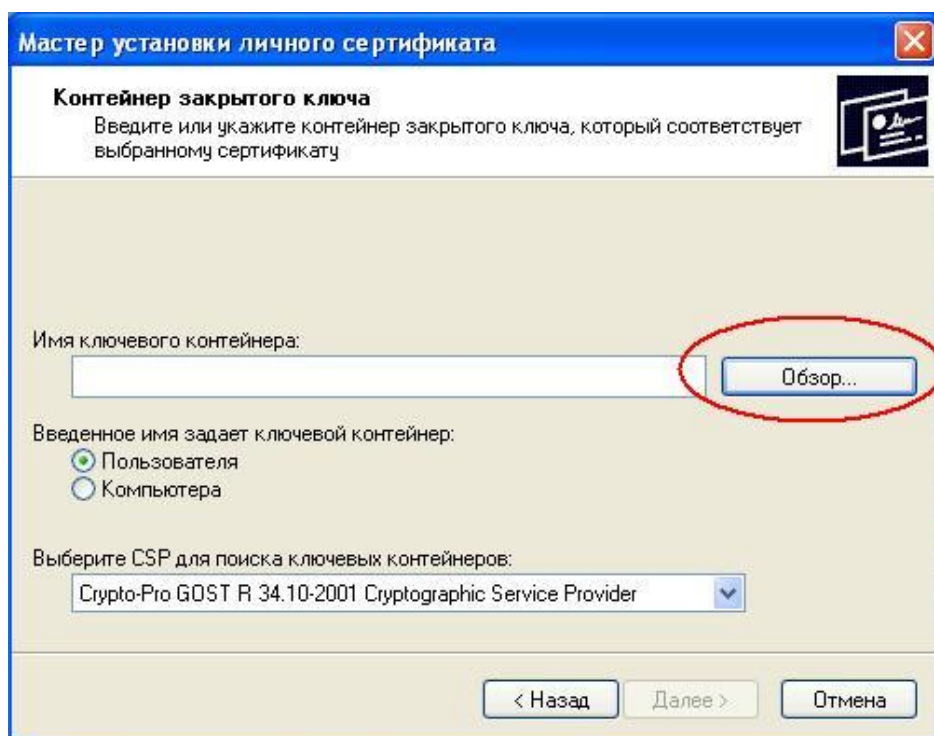 Мастер установки личного сертификата
Контейнер закрытого ключа
Введите или укажите контейнер закрытого ключа, который соответствует
выбранному сертификату
Имя ключевого контейнера:
Обзор...
Введенное имя задает ключевой контейнер:
Пользователя
Компьютера
Выберите CSP для поиска ключевых контейнеров:
Crypto-Pro GOST R 34.10-2001 Cryptographic Service Provider
< Назад
Далее >
Отмена